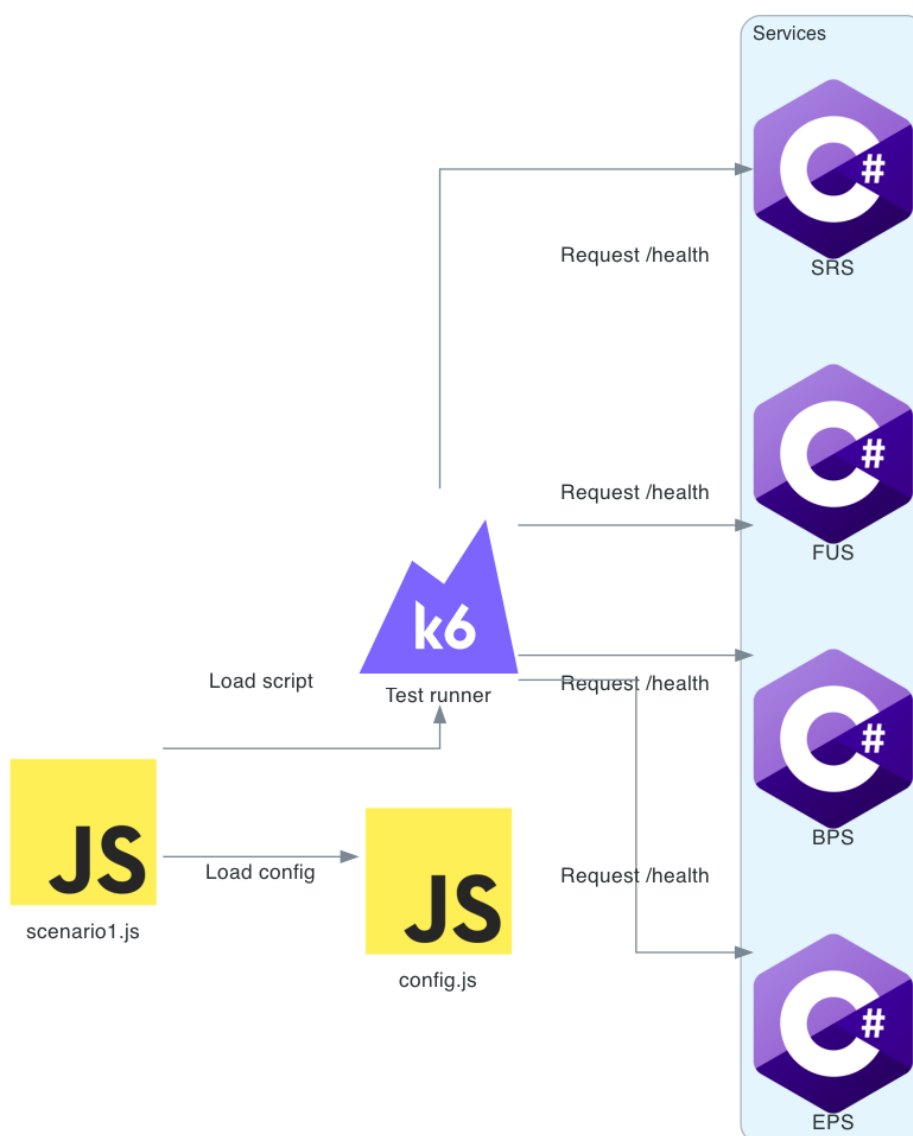 Services
C#
SRS
Request /health
C#
FUS
Request /health
k6
Test runner
Load script
Request /health
C#
BPS
JS
scenario1.js
Load config
JS
config.js
Request /health
C#
EPS